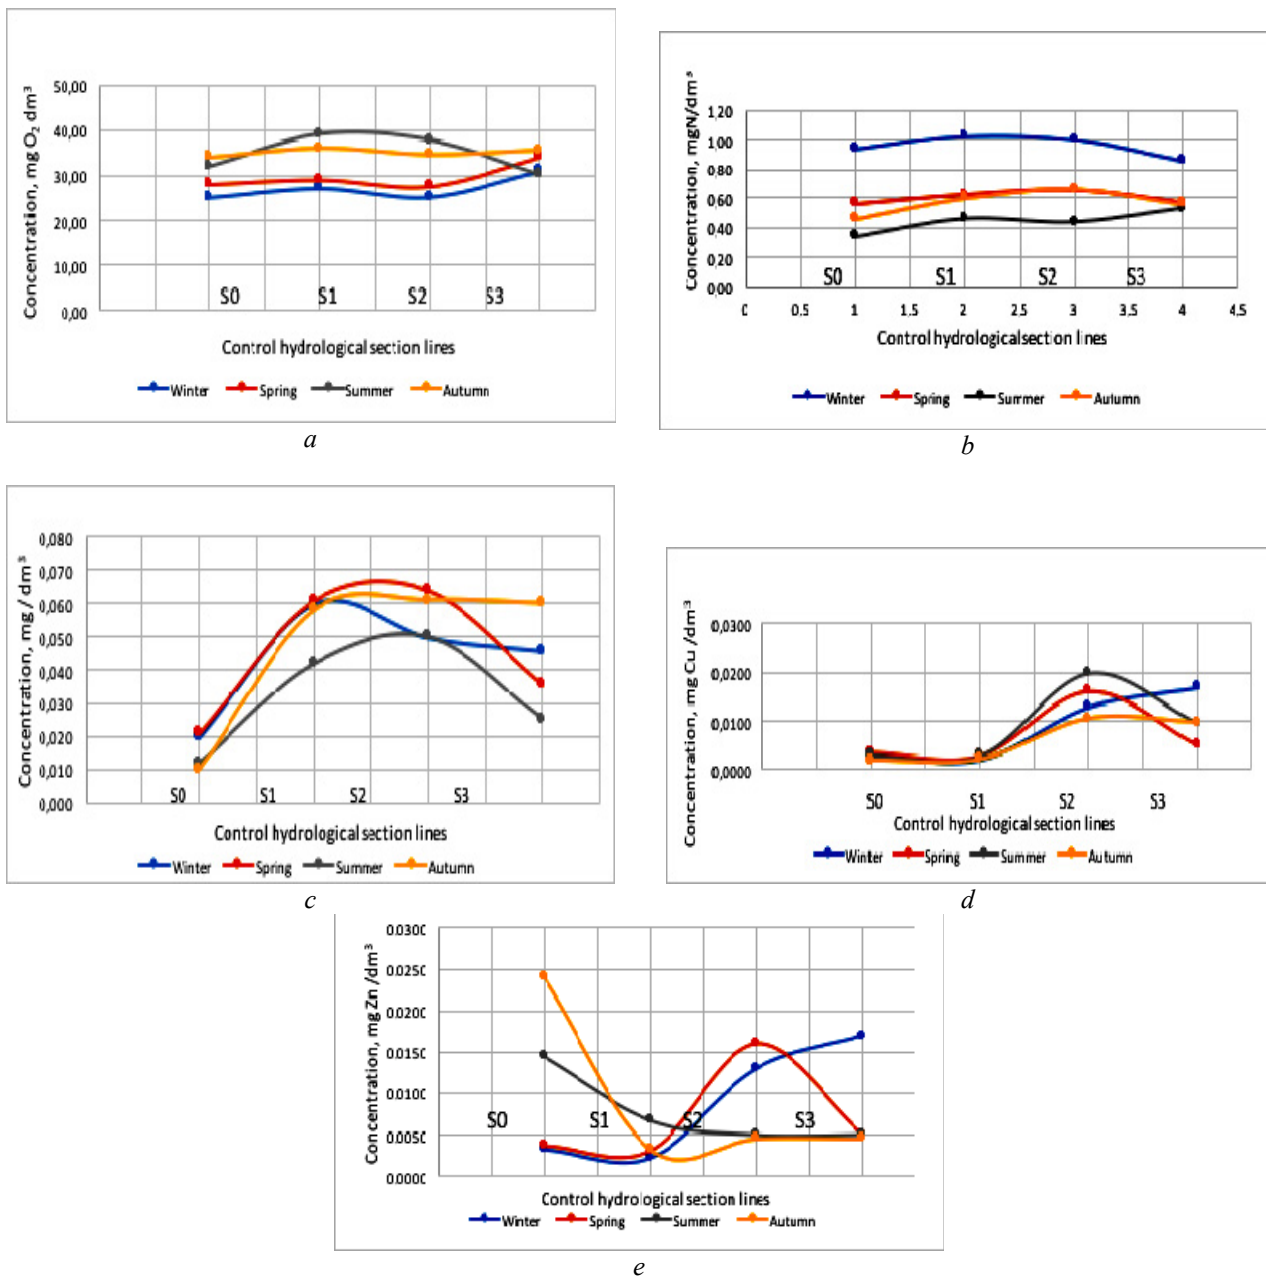 50,00
40,00
30,00
20,00
10,00
0,00
Concentration, mg O₂ dm³
S0 S1 S2 S3
Control hydrological section lines
Winter Spring Summer Autumn
a
1.20
1.00
0.80
0.60
0.40
0.20
0.00
Concentration, mgN/dm³
S0 S1 S2 S3
0 0.5 1 1.5 2 2.5 3 3.5 4 4.5
Control hydrological section lines
Winter Spring Summer Autumn
b
0,080
0,070
0,060
0,050
0,040
0,030
0,020
0,010
0,000
Concentration, mg / dm³
S0 S1 S2 S3
Control hydrological section lines
Winter Spring Summer Autumn
c
0,0300
0,0200
0,0100
0,0000
Concentration, mg Cu /dm³
S0 S1 S2 S3
Control hydrological section lines
Winter Spring Summer Autumn
d
0.0300
0.0250
0.0200
0.0150
0.0100
0.0050
0.0000
Concentration, mg Zn /dm³
S0 S1 S2 S3
Control hydrological section lines
Winter Spring Summer Autumn
e